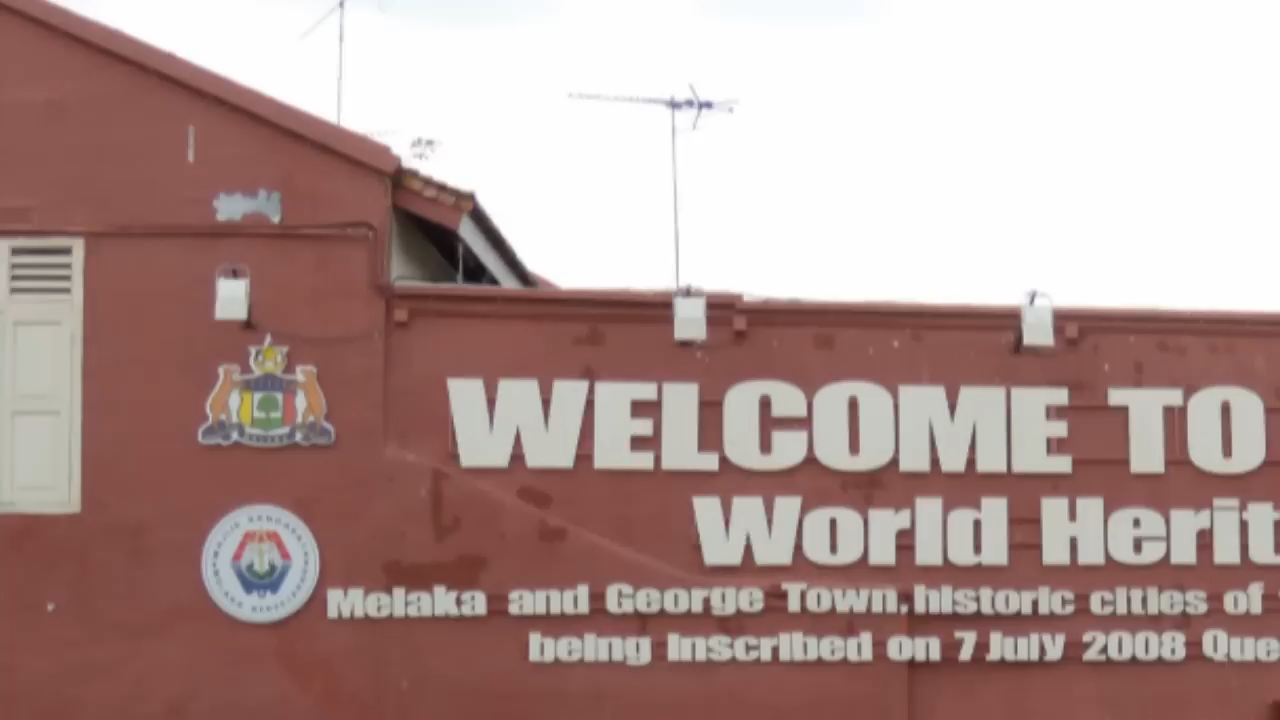 WELCOME TO
World Herit
Melaka and George Town, historic cities of
being inscribed on 7 July 2008 Que